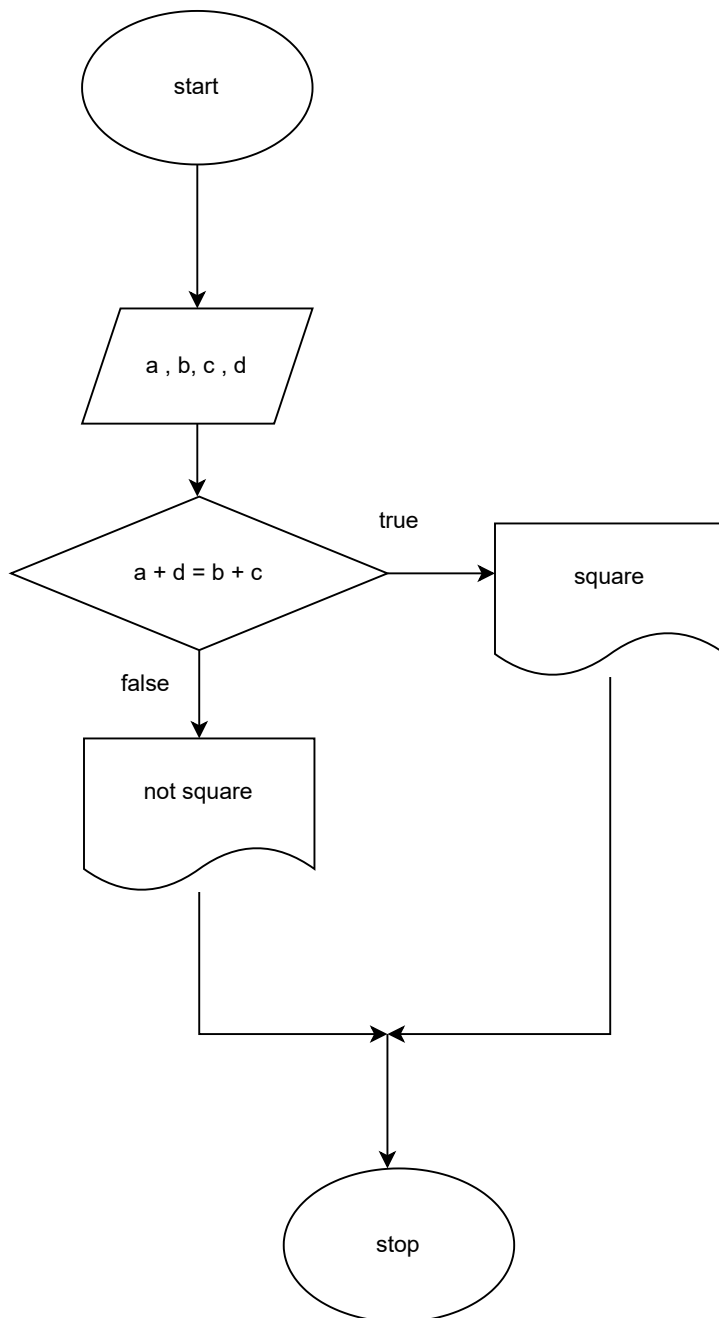 start
a , b, c , d
true
a + d = b + c
square
false
not square
stop